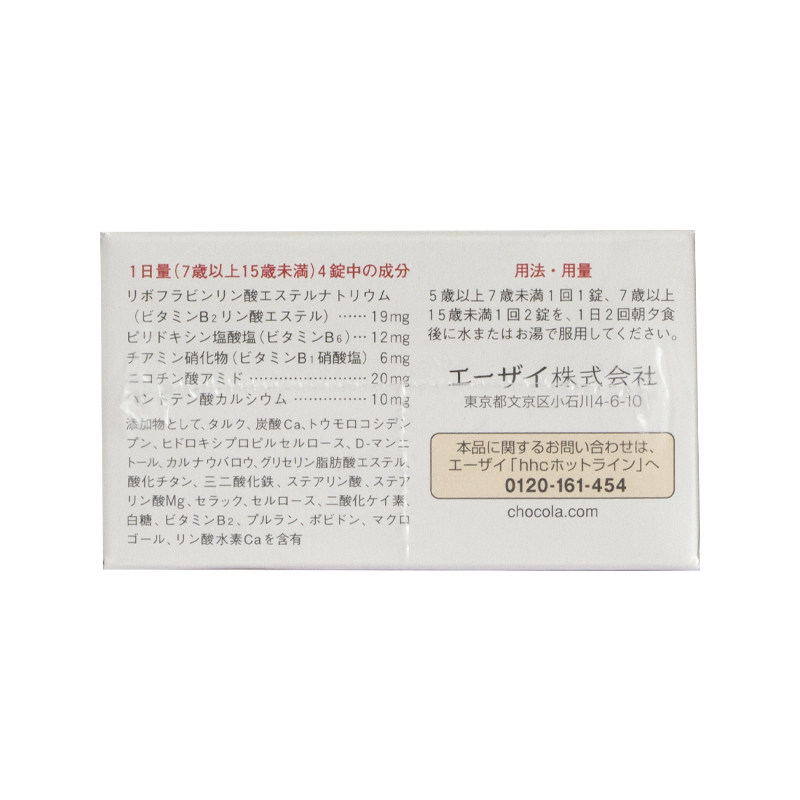 1日量(7歳以上15歳未満)4錠中の成分
リボフラビンリン酸エステルナトリウム
(ビタミンB2リン酸エステル)……19mg
ピリドキシン塩酸塩(ビタミンB6)…12mg
チアミン硝化物(ビタミンB1硝酸塩) 6mg
ニコチン酸アミド……………………20mg
パントテン酸カルシウム……………10mg
添加物として、タルク、炭酸Ca、トウモロコシデン
プン、ヒドロキシプロピルセルロース、D-マンニ
トール、カルナウバロウ、グリセリン脂肪酸エステル、
酸化チタン、三二酸化鉄、ステアリン酸、ステア
リン酸Mg、セラック、セルロース、二酸化ケイ素、
白糖、ビタミンB2、プルラン、ポビドン、マクロ
ゴール、リン酸水素Caを含有
用法・用量
5歳以上7歳未満1回1錠、7歳以上
15歳未満1回2錠を、1日2回朝夕食
後に水またはお湯で服用してください。
エーザイ株式会社
東京都文京区小石川4-6-10
本品に関するお問い合わせは、
エーザイ「hhcホットライン」へ
0120-161-454
chocola.com